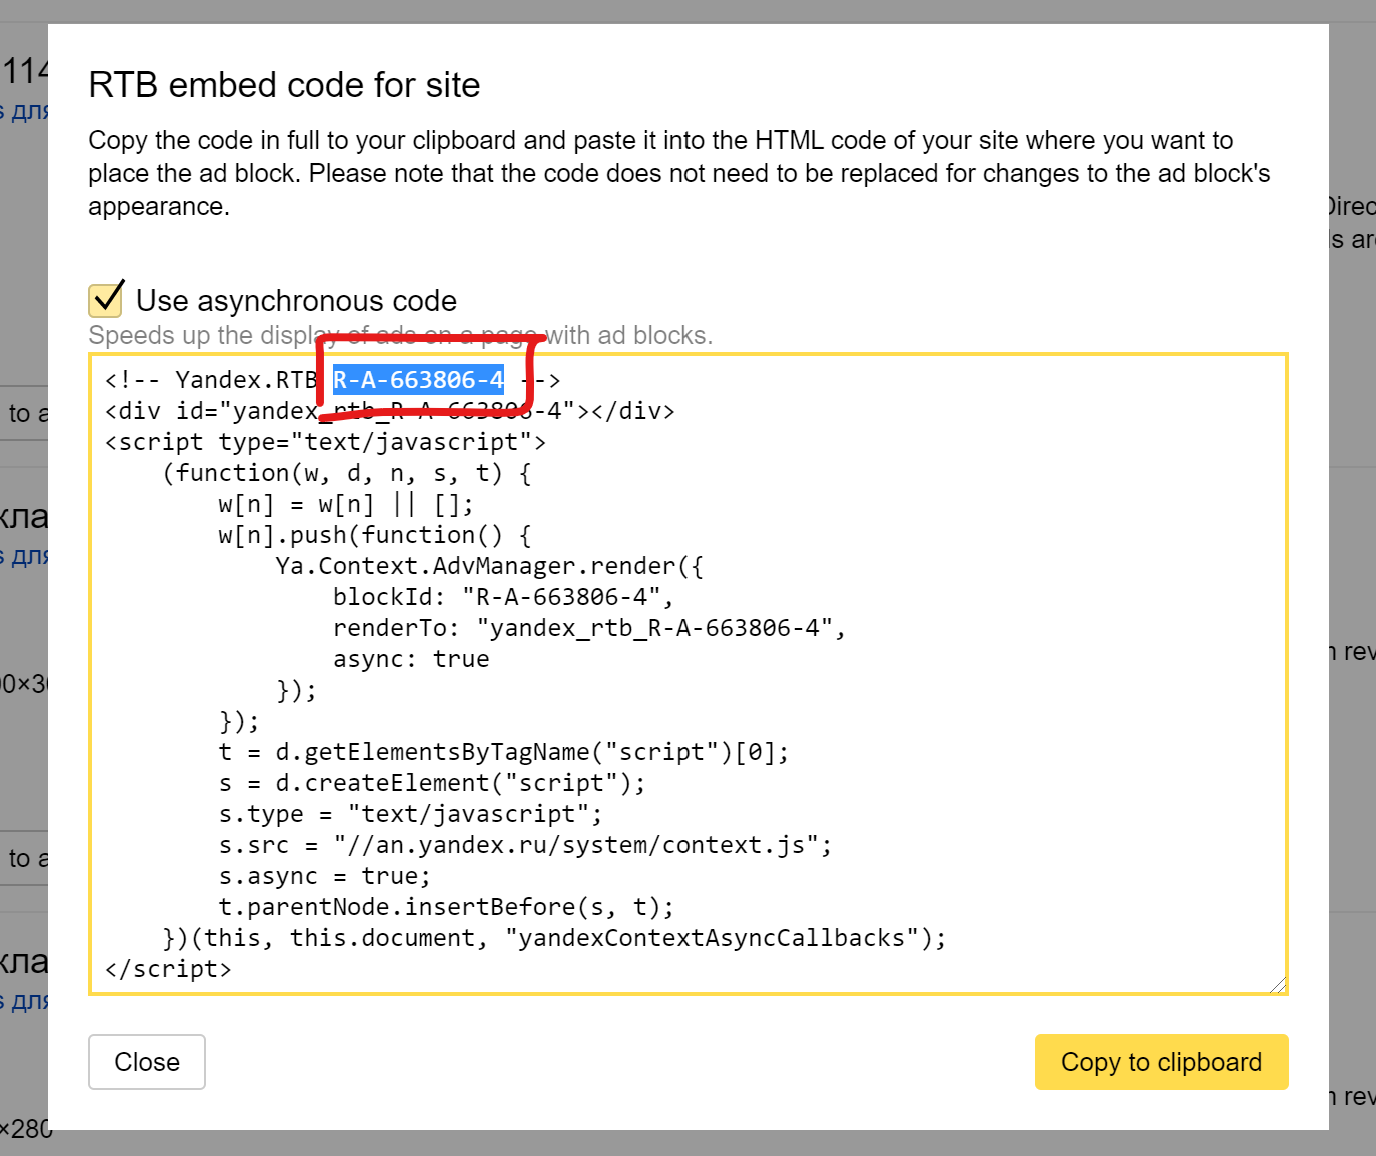 114
для
RTB embed code for site
Copy the code in full to your clipboard and paste it into the HTML code of your site where you want to
place the ad block. Please note that the code does not need to be replaced for changes to the ad block's
appearance.
Use asynchronous code
Speeds up the display of ads on a page with ad blocks.
<!-- Yandex.RTB R-A-663806-4 -->
<div id="yandex_rtb_R-A-663806-4"></div>
<script type="text/javascript">
    (function(w, d, n, s, t) {
        w[n] = w[n] || [];
        w[n].push(function() {
            Ya.Context.AdvManager.render({
                blockId: "R-A-663806-4",
                renderTo: "yandex_rtb_R-A-663806-4",
                async: true
            });
        });
        t = d.getElementsByTagName("script")[0];
        s = d.createElement("script");
        s.type = "text/javascript";
        s.src = "//an.yandex.ru/system/context.js";
        s.async = true;
        t.parentNode.insertBefore(s, t);
    })(this, this.document, "yandexContextAsyncCallbacks");
</script>
Close
Copy to clipboard
×280